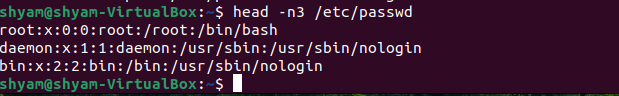 shyam@shyam-VirtualBox:~$ head -n3 /etc/passwd
root:x:0:0:root:/root:/bin/bash
daemon:x:1:1:daemon:/usr/sbin:/usr/sbin/nologin
bin:x:2:2:bin:/bin:/usr/sbin/nologin
shyam@shyam-VirtualBox:~$